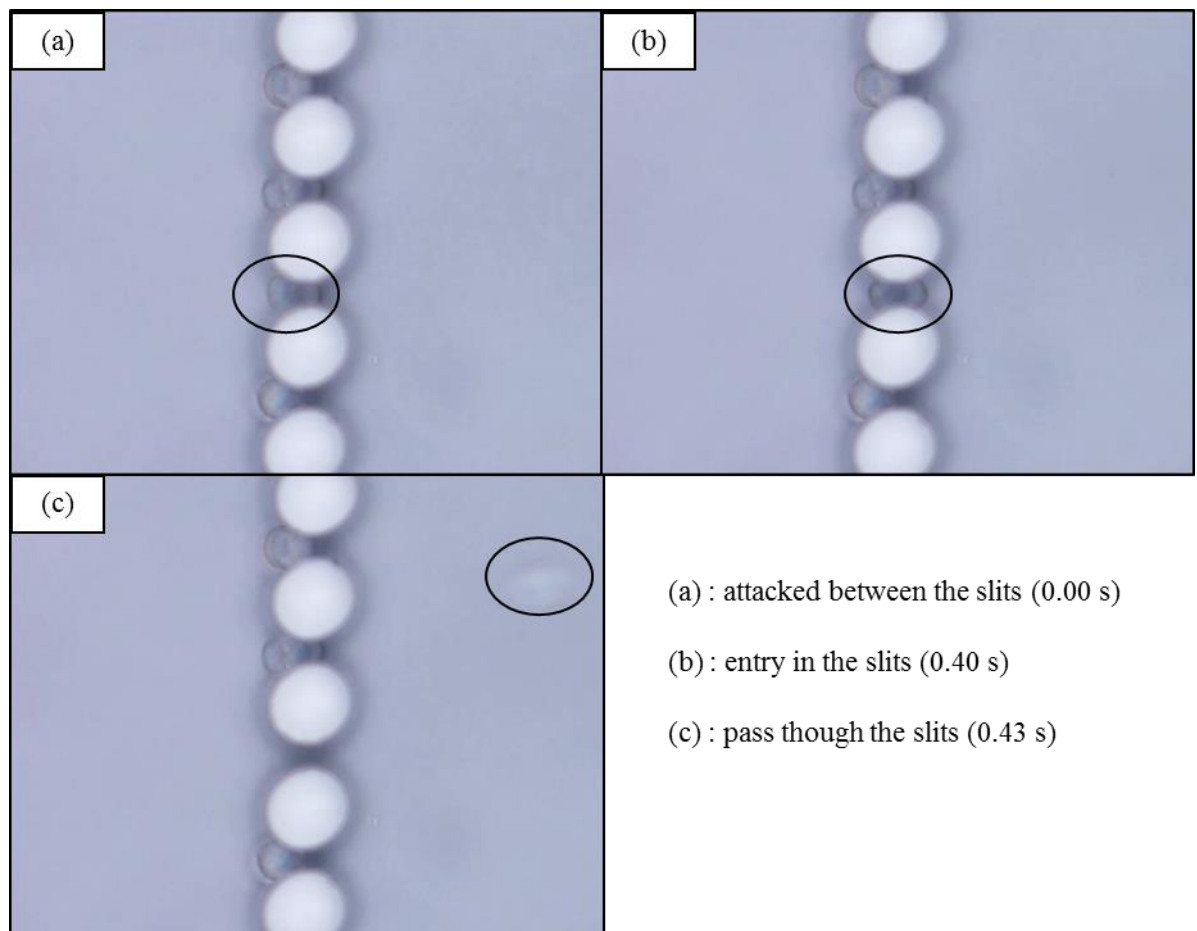 (a)
(b)
(c)
(a) : attacked between the slits (0.00 s)
(b) : entry in the slits (0.40 s)
(c) : pass though the slits (0.43 s)